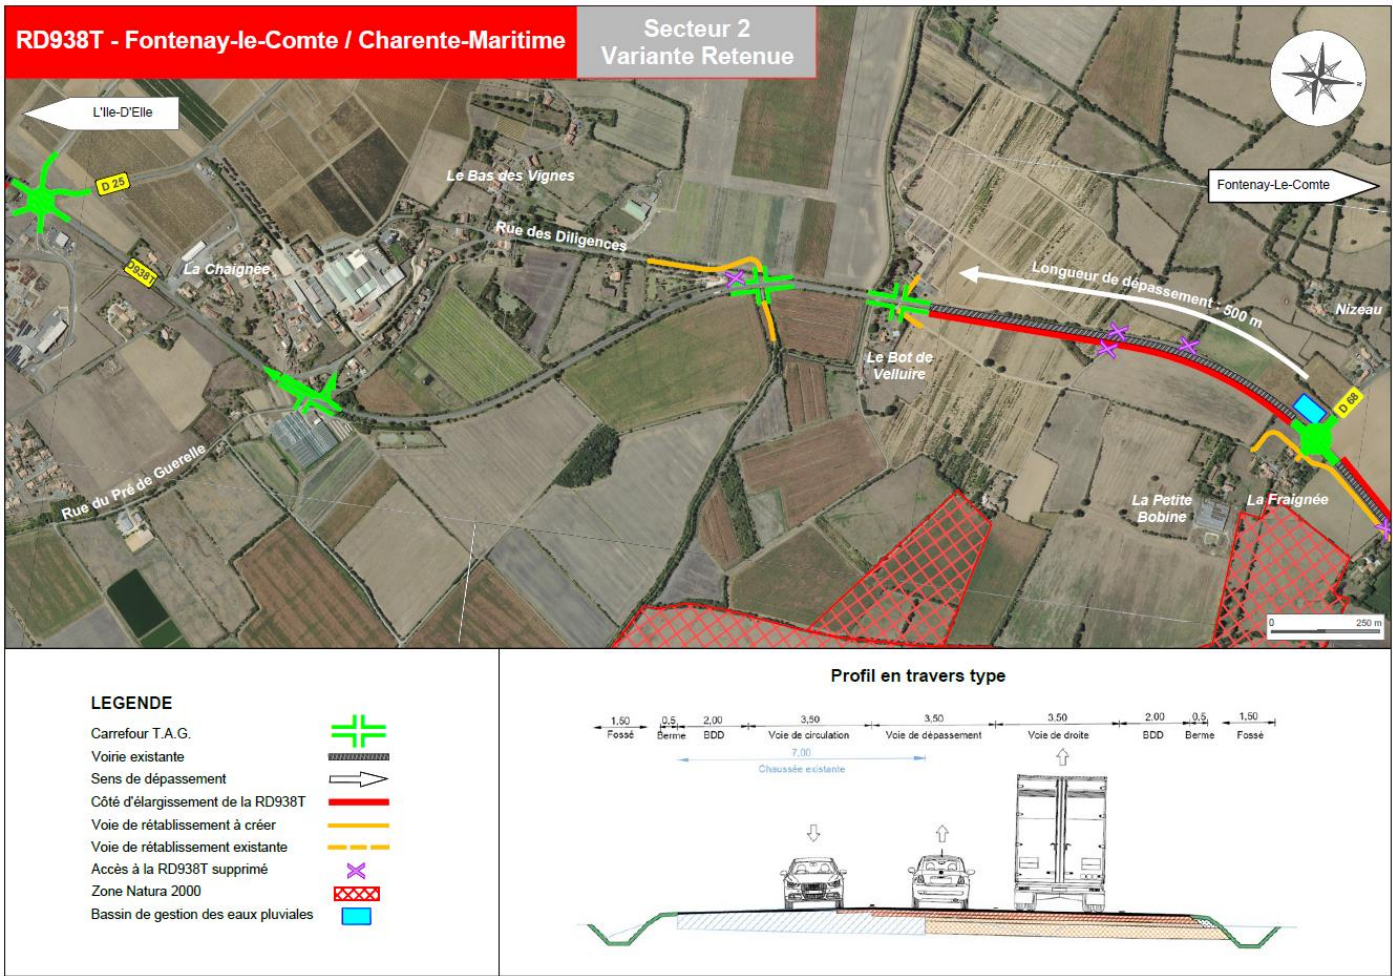 RD938T - Fontenay-le-Comte / Charente-Maritime
Secteur 2
Variante Retenue
L'Ile-D'Elle
D 25
D938T
La Chaignée
Le Bas des Vignes
Rue des Diligences
Fontenay-Le-Comte
Longueur de dépassement : 500 m
Nizeau
Le Bot de
Velluire
D 68
Rue du Pré de Guerelle
La Petite
Bobine
La Fraignée
0 250 m
LEGENDE
Carrefour T.A.G.
Voirie existante
Sens de dépassement
Côté d'élargissement de la RD938T
Voie de rétablissement à créer
Voie de rétablissement existante
Accès à la RD938T supprimé
Zone Natura 2000
Bassin de gestion des eaux pluviales
Profil en travers type
1,50 0,5 2,00 3,50 3,50 3,50 2,00 0,5 1,50
Fossé Berme BDD Voie de circulation Voie de dépassement Voie de droite BDD Berme Fossé
7,00
Chaussée existante